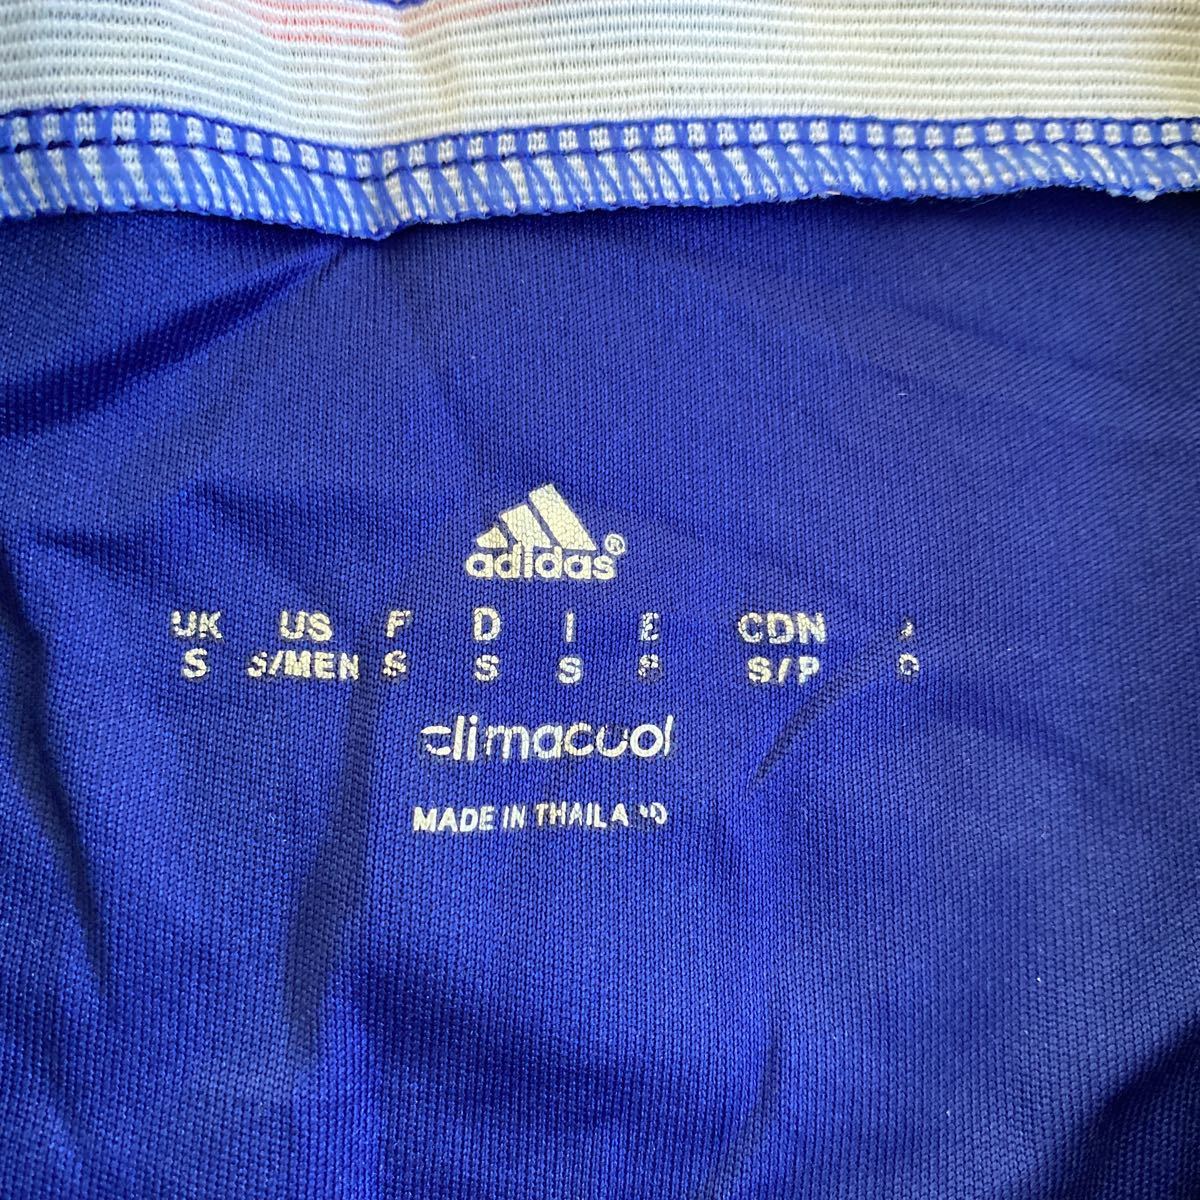 adidas®
UK US F D I E CDN
S S/MEN S S S S S/P
climacool
MADE IN THAILAND